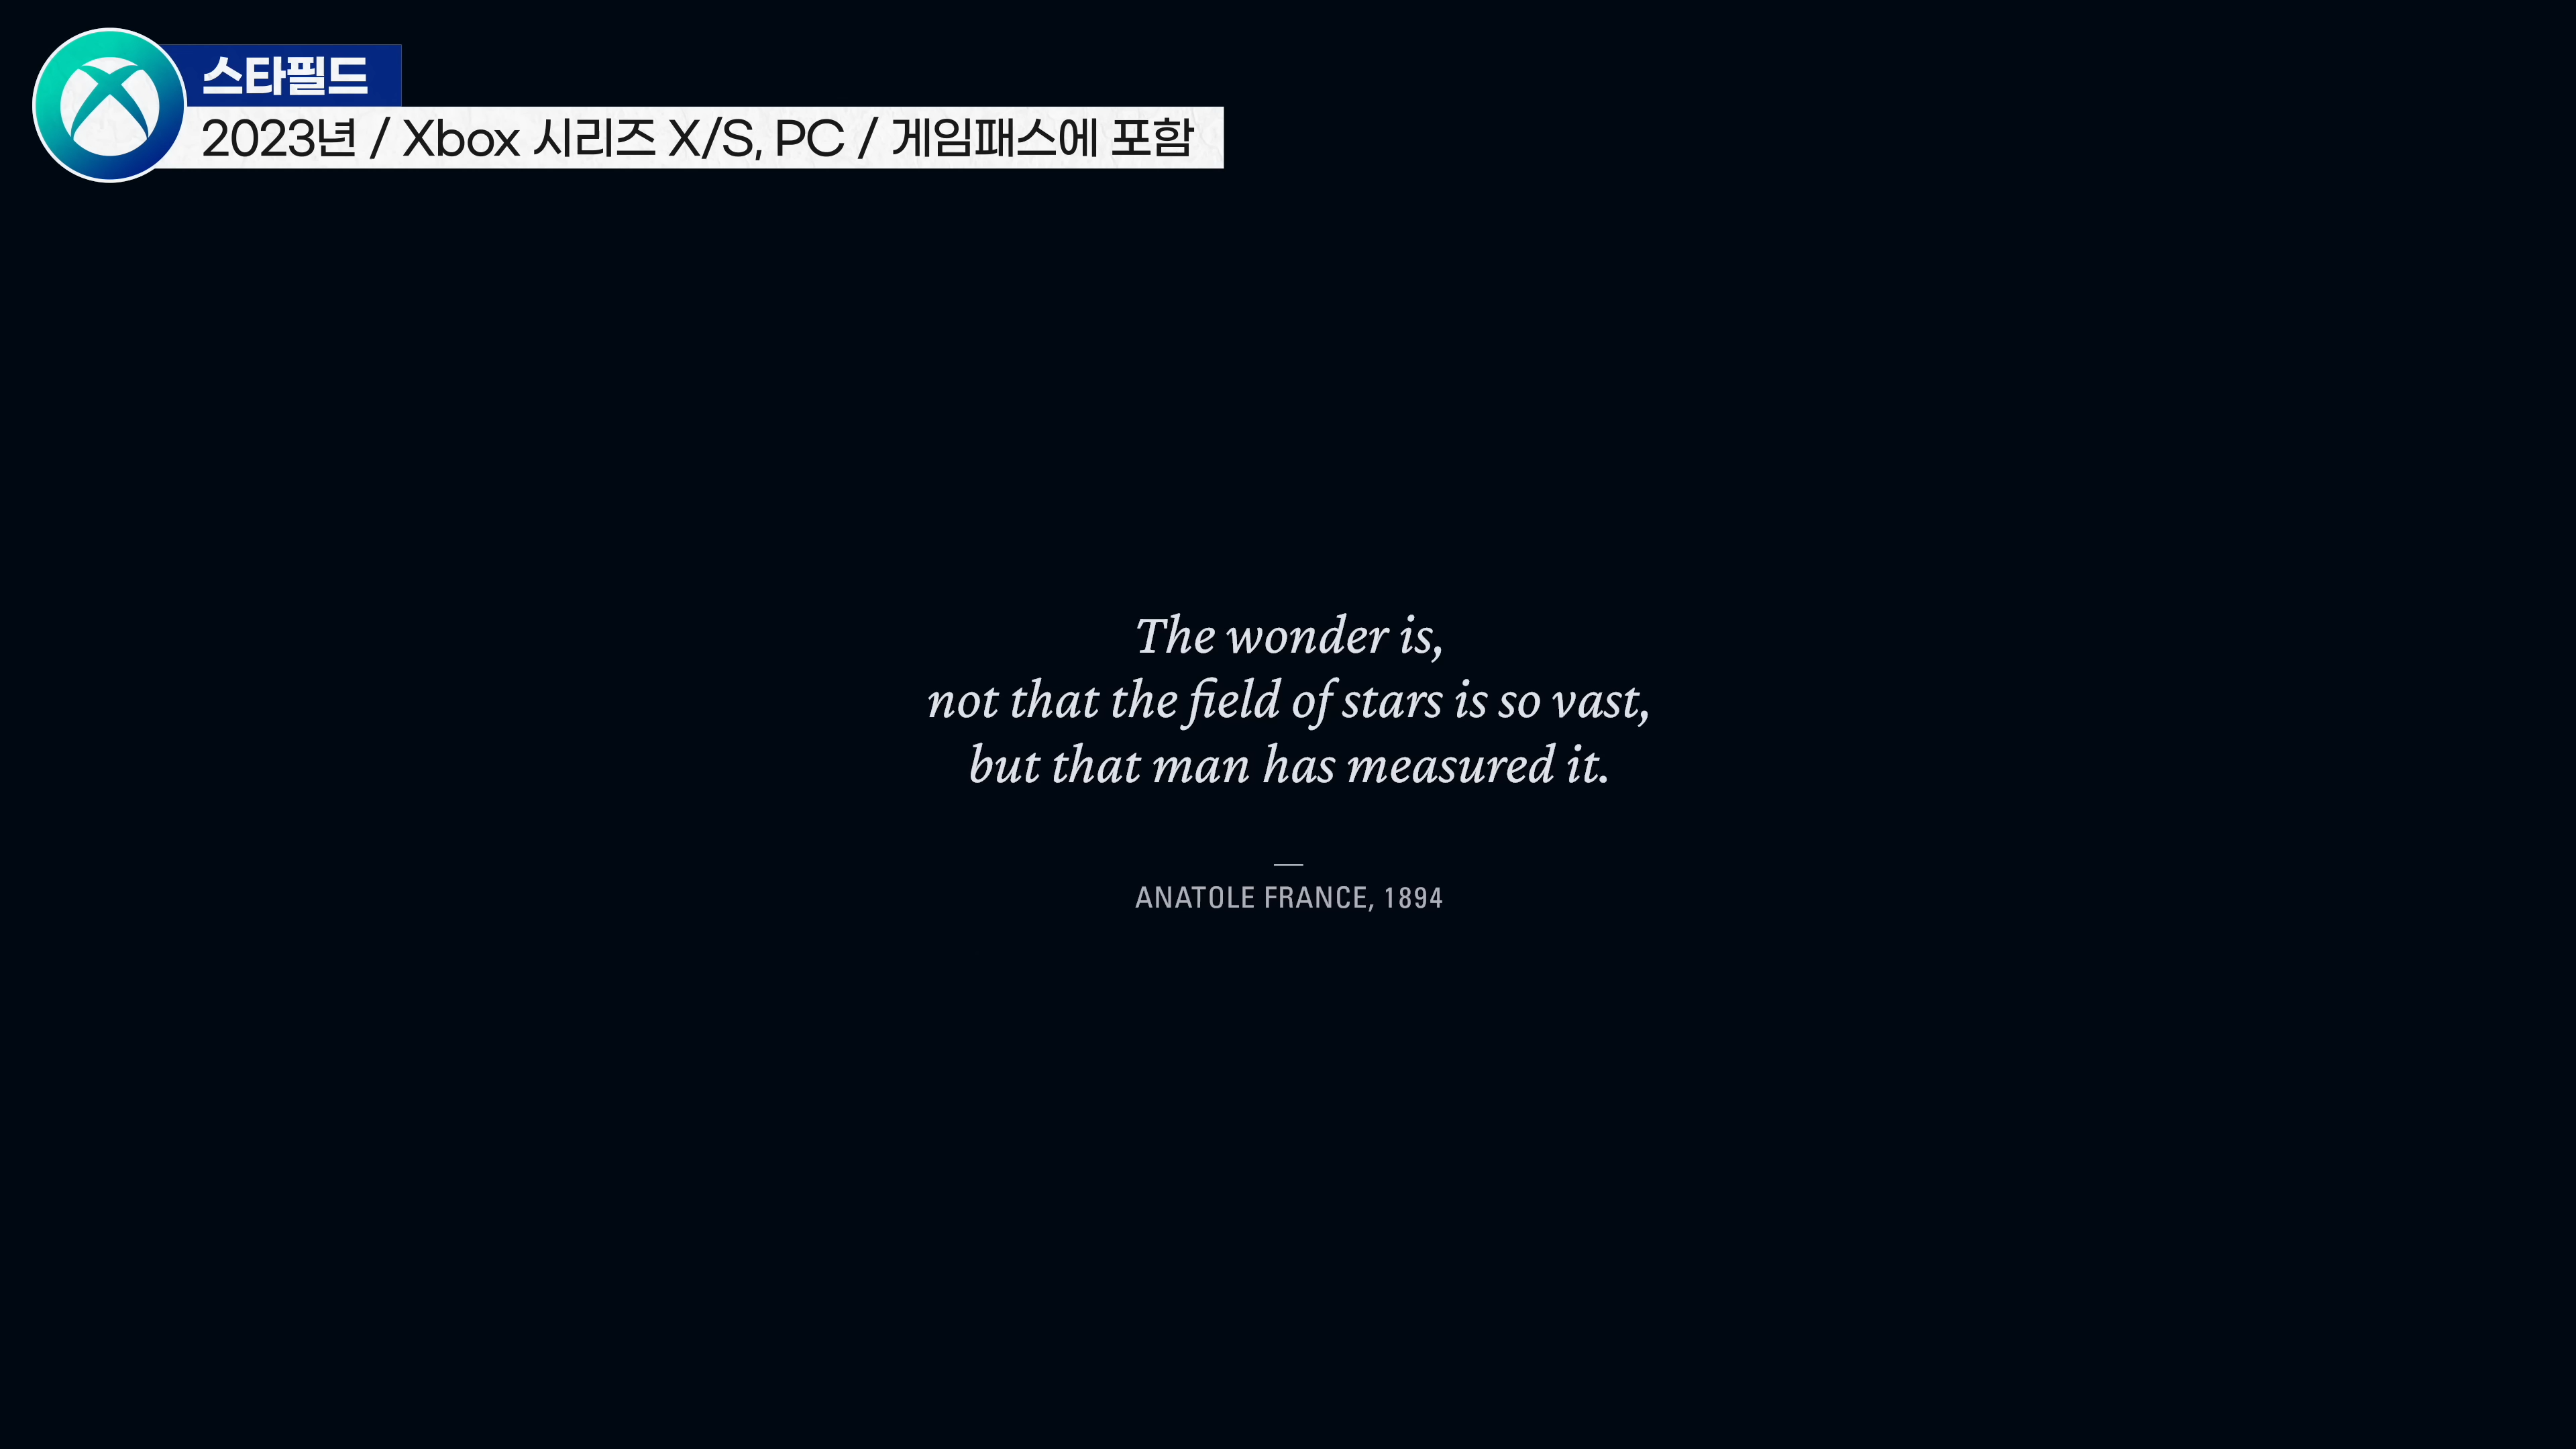 스타필드
2023년 / Xbox 시리즈 X/S, PC / 게임패스에 포함
The wonder is,
not that the field of stars is so vast,
but that man has measured it.
—
ANATOLE FRANCE, 1894